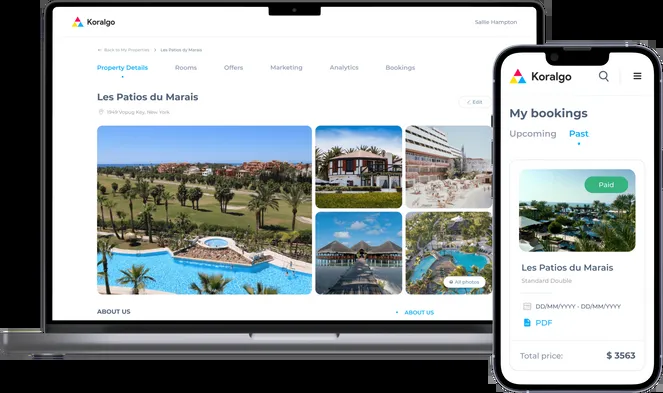 Koralgo
Sallie Hampton
← Back to My Properties > Les Patios du Marais
Property Details
Rooms
Offers
Marketing
Analytics
Bookings
Les Patios du Marais
Edit
Key, New York
All photos
ABOUT US
• ABOUT US
Koralgo
My bookings
Upcoming
Past
Paid
Les Patios du Marais
Standard Double
DD/MM/YYYY - DD/MM/YYYY
PDF
Total price:
$ 3563